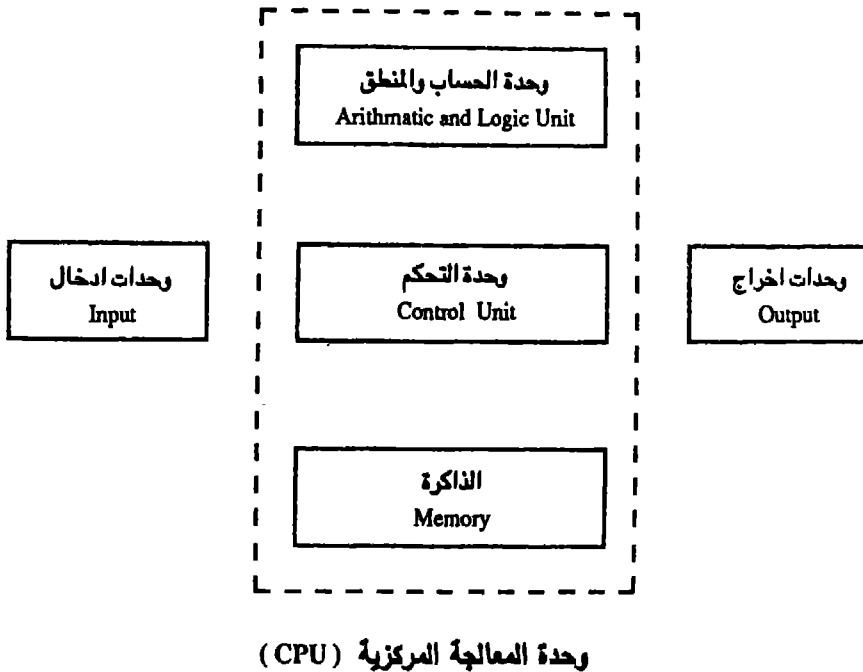 وحدة الحساب والمنطق
Arithmatic and Logic Unit
وحدات ادخال
Input
وحدة التحكم
Control Unit
وحدات اخراج
Output
الذاكرة
Memory
وحدة المعالجة المركزية (CPU)